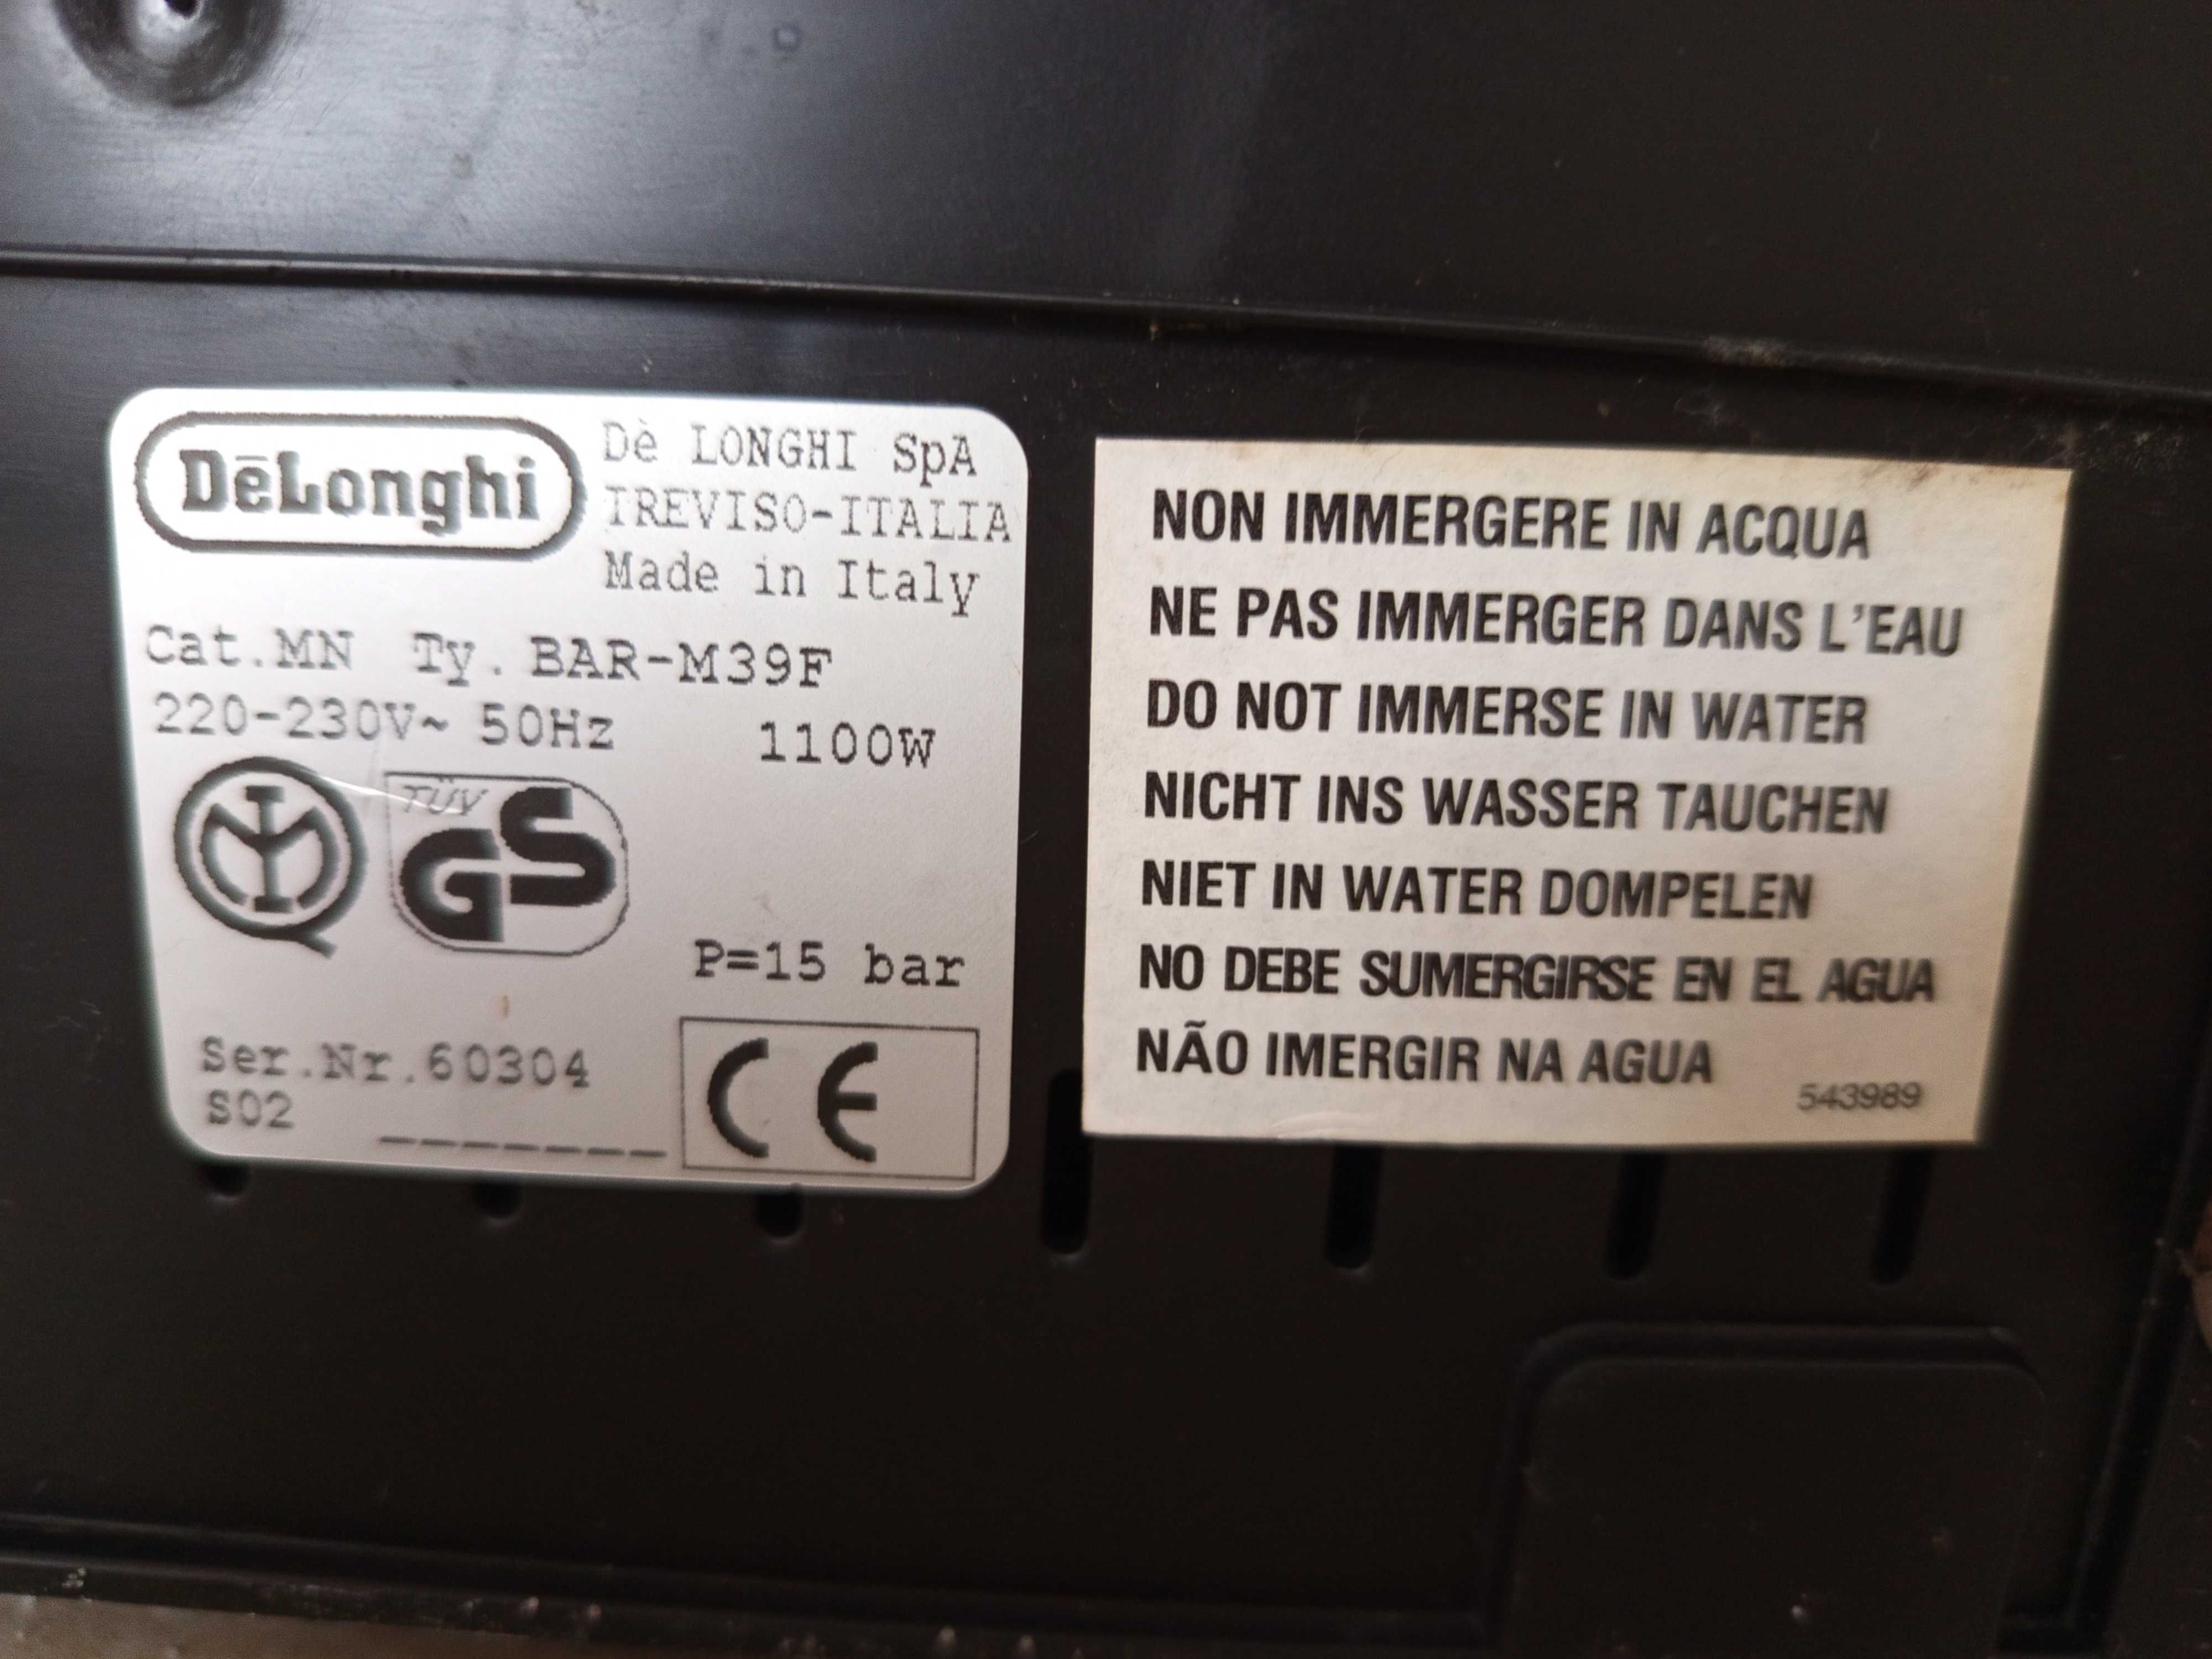 DēLonghi
Dè LONGHI SpA
TREVISO-ITALIA
Made in Italy
Cat.MN Ty. BAR-M39F
220-230V~ 50Hz 1100W
TÜV
GS
P=15 bar
Ser.Nr.60304
S02 _______
CE
NON IMMERGERE IN ACQUA
NE PAS IMMERGER DANS L'EAU
DO NOT IMMERSE IN WATER
NICHT INS WASSER TAUCHEN
NIET IN WATER DOMPELEN
NO DEBE SUMERGIRSE EN EL AGUA
NÃO IMERGIR NA AGUA
543989